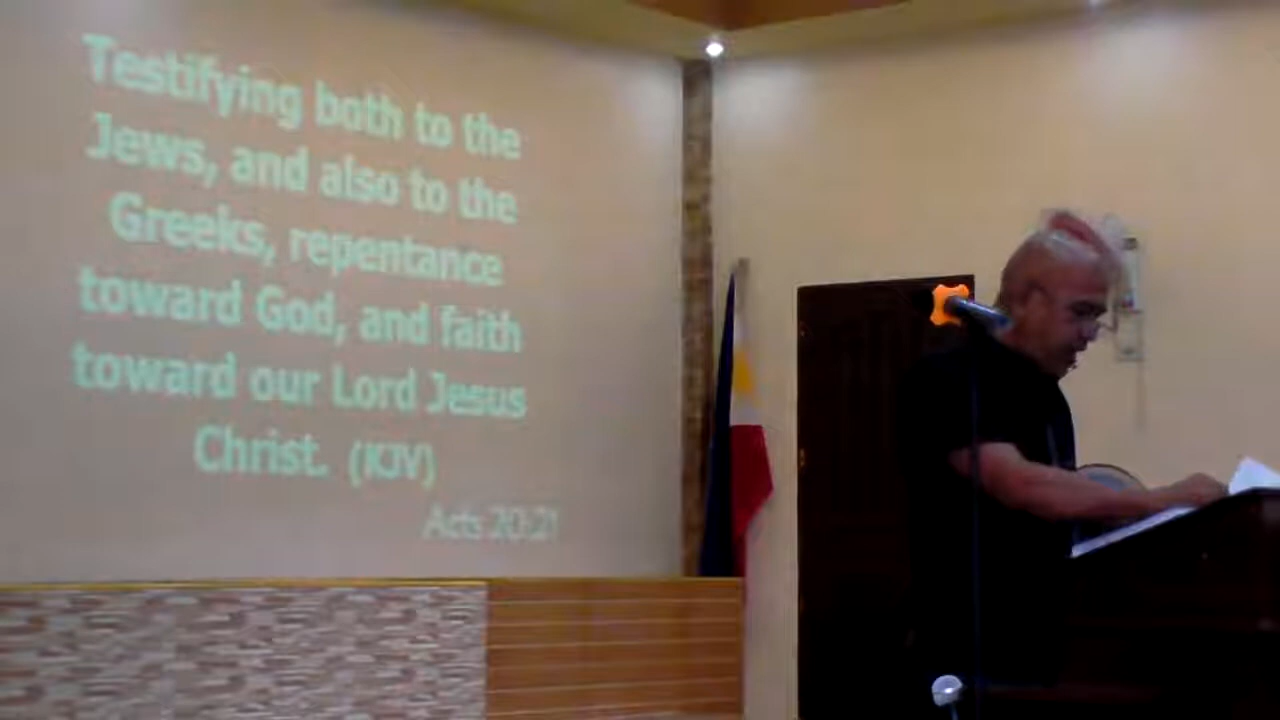 Testifying both to the
Jews, and also to the
Greeks, repentance
toward God, and faith
toward our Lord Jesus
Christ. (KJV)
Acts 20:21